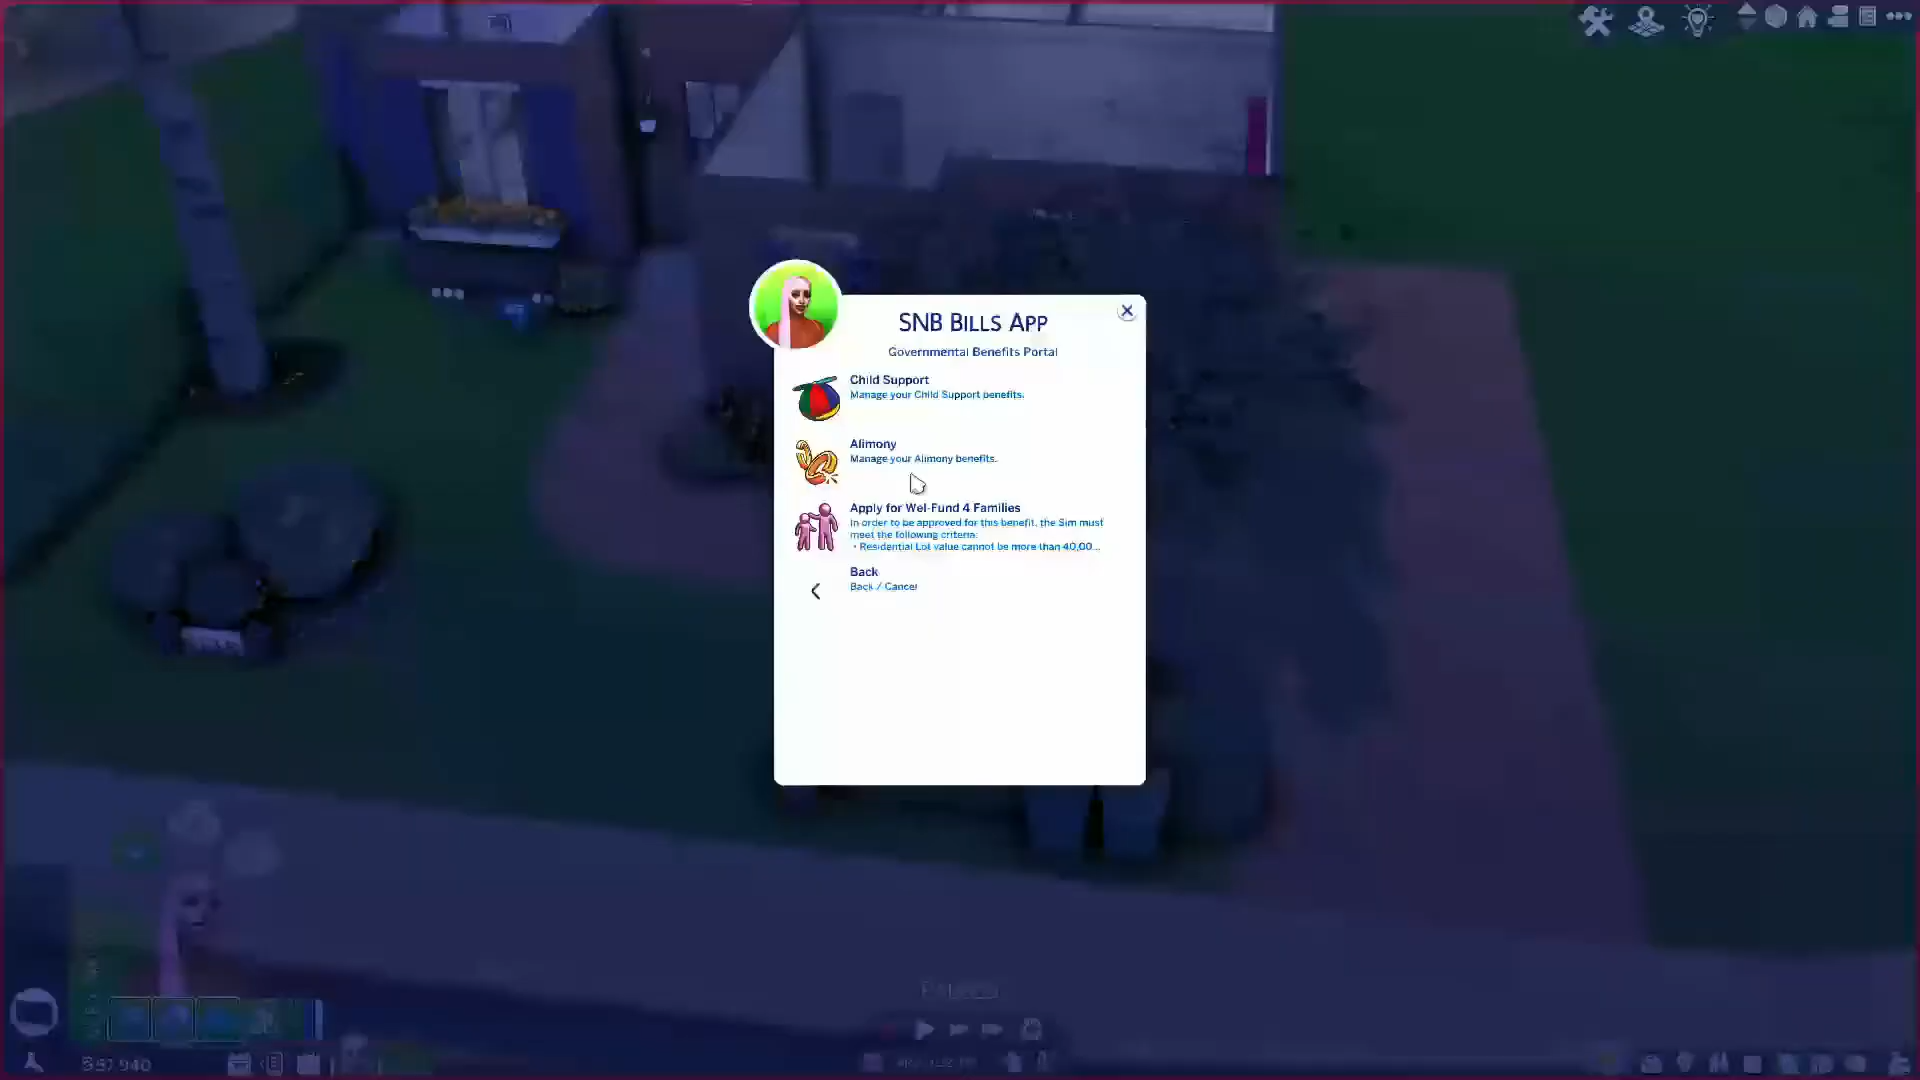 SNB BILLS APP
Governmental Benefits Portal
Child Support
Manage your Child Support benefits.
Alimony
Manage your Alimony benefits.
Apply for Wel-Fund 4 Families
In order to be approved for this benefit, the Sim must
meet the following criteria:
• Residential Lot value cannot be more than 40,00...
Back
Back / Cancel